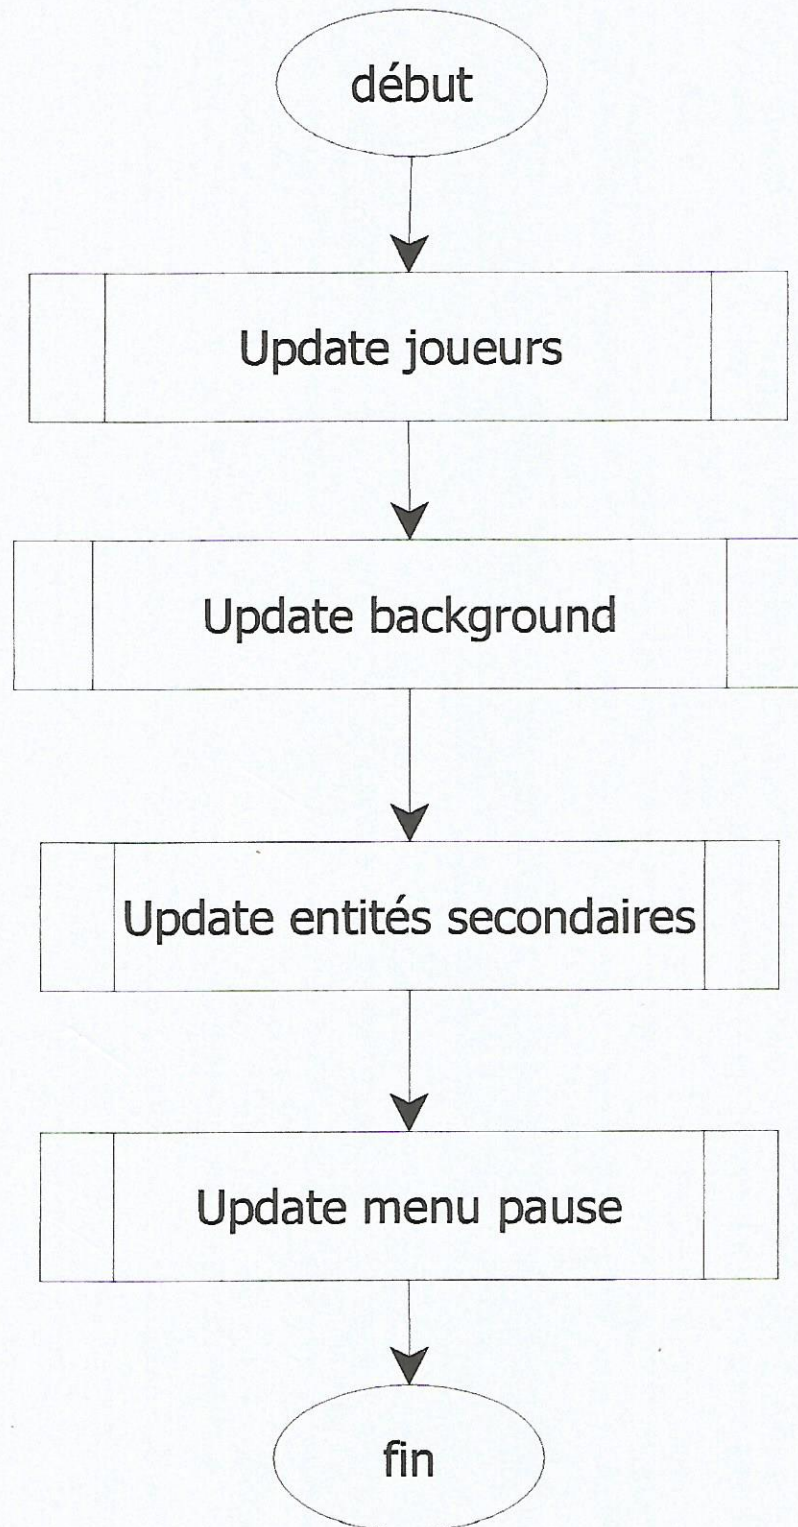 début
Update joueurs
Update background
Update entités secondaires
Update menu pause
fin